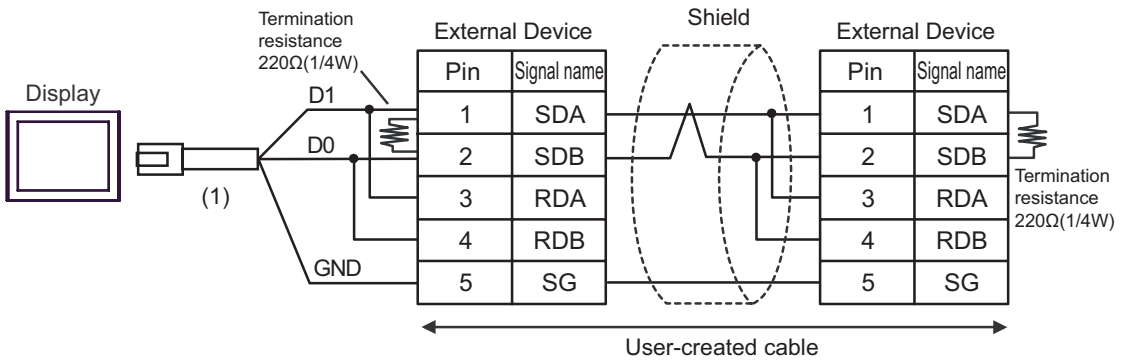 Termination
resistance
220Ω(1/4W)
External Device
Shield
External Device
Display
D1
D0
GND
(1)
Pin Signal name
1 SDA
2 SDB
3 RDA
4 RDB
5 SG
Pin Signal name
1 SDA
2 SDB
3 RDA
4 RDB
5 SG
Termination
resistance
220Ω(1/4W)
User-created cable